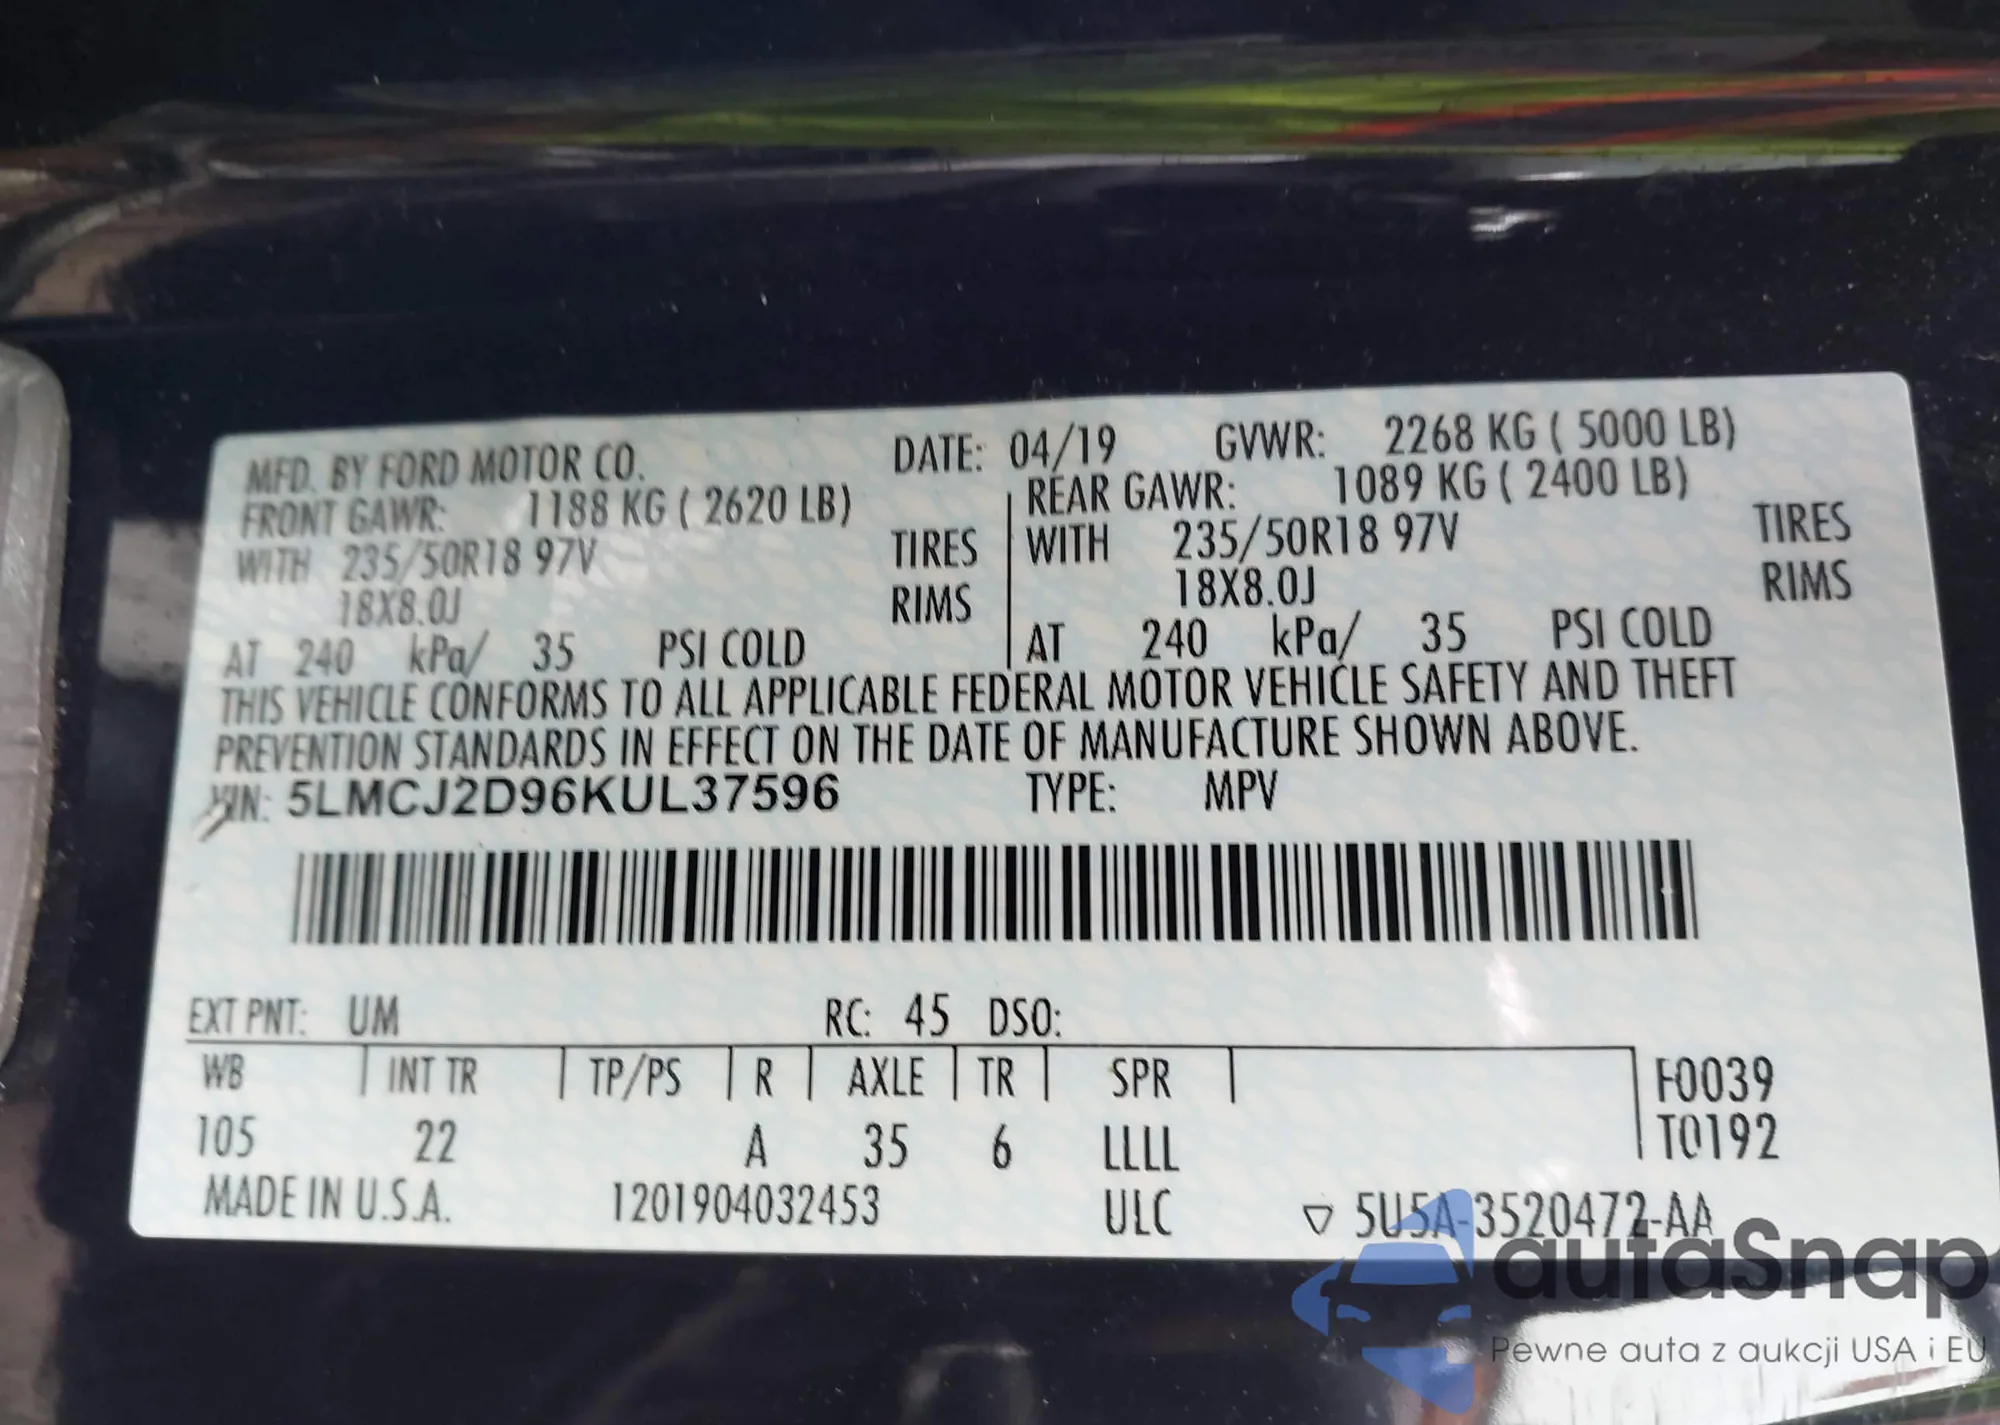 MFD. BY FORD MOTOR CO. DATE: 04/19 GVWR: 2268 KG ( 5000 LB)
FRONT GAWR: 1188 KG ( 2620 LB) REAR GAWR: 1089 KG ( 2400 LB)
WITH 235/50R18 97V TIRES WITH 235/50R18 97V TIRES
18X8.0J RIMS 18X8.0J RIMS
AT 240 kPa/ 35 PSI COLD AT 240 kPa/ 35 PSI COLD
THIS VEHICLE CONFORMS TO ALL APPLICABLE FEDERAL MOTOR VEHICLE SAFETY AND THEFT
PREVENTION STANDARDS IN EFFECT ON THE DATE OF MANUFACTURE SHOWN ABOVE.
VIN: 5LMCJ2D96KUL37596 TYPE: MPV
EXT PNT: UM RC: 45 DSO:
WB INT TR TP/PS R AXLE TR SPR F0039
105 22 A 35 6 LLLL T0192
MADE IN U.S.A. 1201904032453 ULC 5U5A-3520472-AA
autaSnap
Pewne auta z aukcji USA i EU